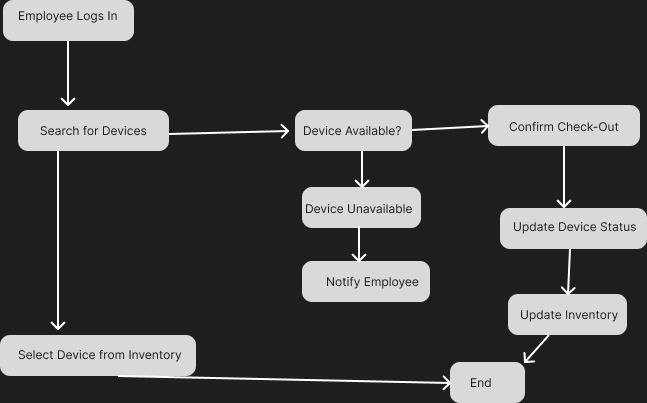 Employee Logs In
Search for Devices
Device Available?
Confirm Check-Out
Device Unavailable
Update Device Status
Notify Employee
Update Inventory
Select Device from Inventory
End